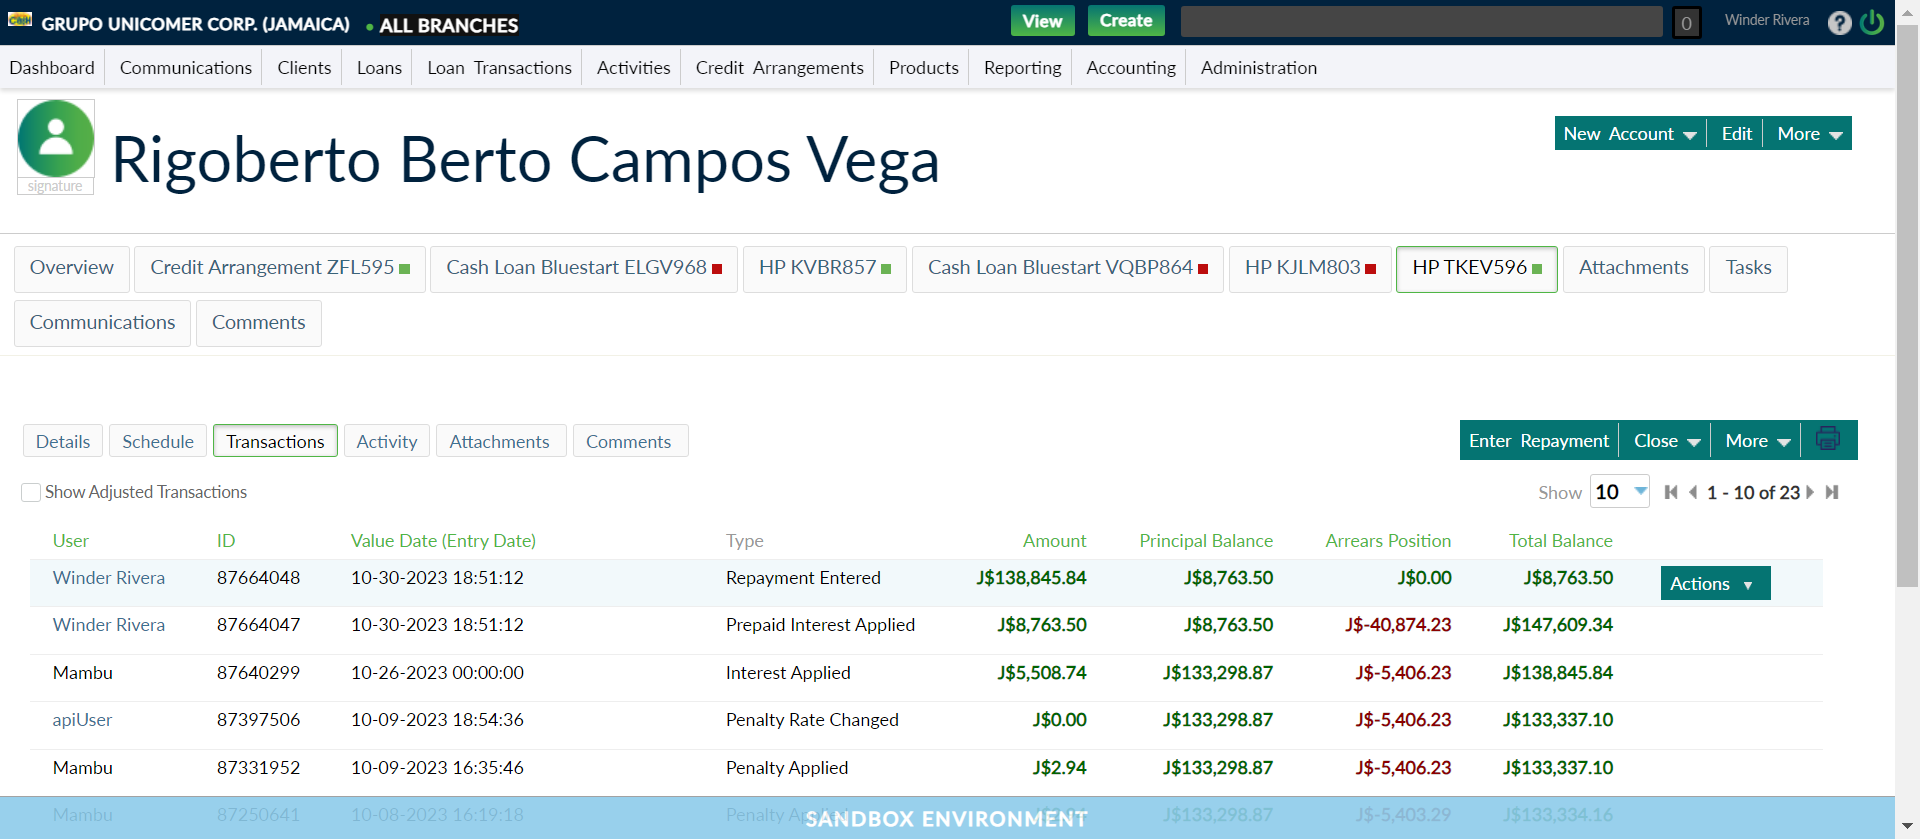 Cash GRUPO UNICOMER CORP. (JAMAICA) • ALL BRANCHES View Create 0 Winder Rivera ?
Dashboard Communications Clients Loans Loan Transactions Activities Credit Arrangements Products Reporting Accounting Administration
signature
Rigoberto Berto Campos Vega
New Account Edit More
Overview Credit Arrangement ZFL595 Cash Loan Bluestart ELGV968 HP KVBR857 Cash Loan Bluestart VQBP864 HP KJLM803 HP TKEV596 Attachments Tasks
Communications Comments
Details Schedule Transactions Activity Attachments Comments Enter Repayment Close More
Show Adjusted Transactions Show 10 1 - 10 of 23
User ID Value Date (Entry Date) Type Amount Principal Balance Arrears Position Total Balance
Winder Rivera 87664048 10-30-2023 18:51:12 Repayment Entered J$138,845.84 J$8,763.50 J$0.00 J$8,763.50 Actions
Winder Rivera 87664047 10-30-2023 18:51:12 Prepaid Interest Applied J$8,763.50 J$8,763.50 J$-40,874.23 J$147,609.34
Mambu 87640299 10-26-2023 00:00:00 Interest Applied J$5,508.74 J$133,298.87 J$-5,406.23 J$138,845.84
apiUser 87397506 10-09-2023 18:54:36 Penalty Rate Changed J$0.00 J$133,298.87 J$-5,406.23 J$133,337.10
Mambu 87331952 10-09-2023 16:35:46 Penalty Applied J$2.94 J$133,298.87 J$-5,406.23 J$133,337.10
Mambu 87250641 10-08-2023 16:19:18 Penalty J$133,298.87 J$-5,403.29 J$133,334.16
SANDBOX ENVIRONMENT